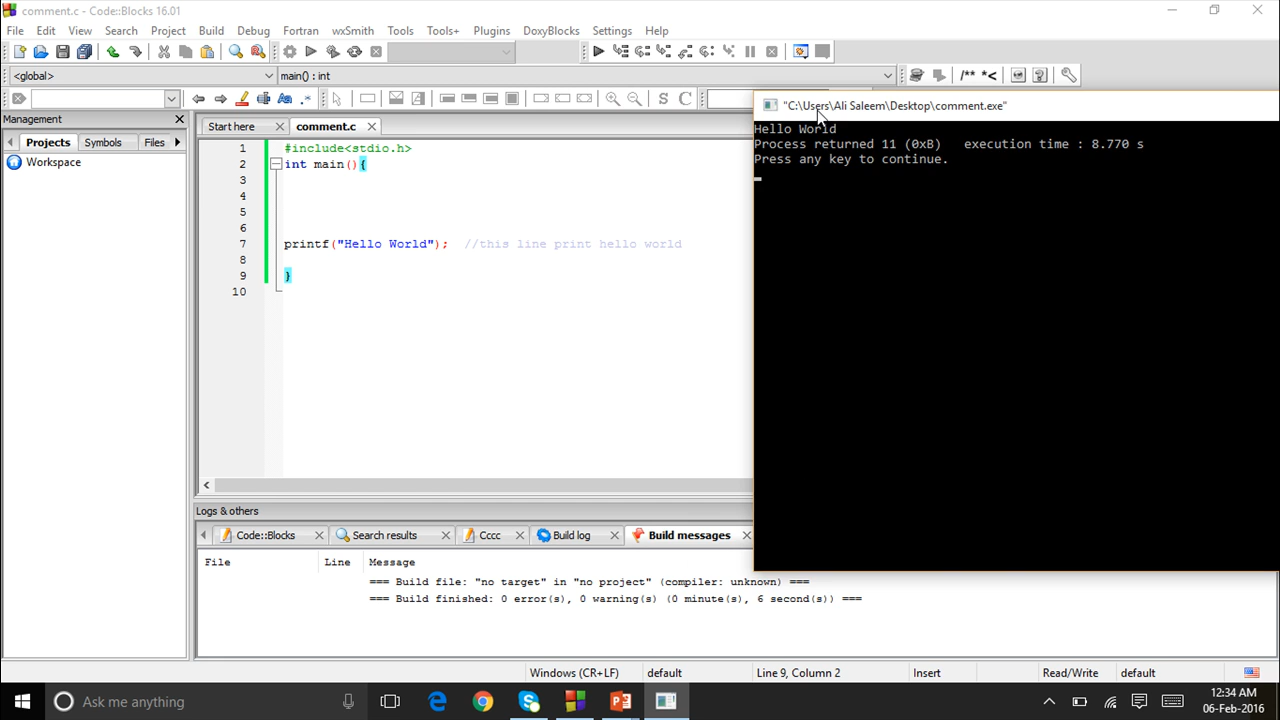 comment.c - Code::Blocks 16.01
File Edit View Search Project Build Debug Fortran wxSmith Tools Tools+ Plugins DoxyBlocks Settings Help
<global> main() : int
/** *<
S C
"C:\Users\Ali Saleem\Desktop\comment.exe"
Management
Start here comment.c
Projects Symbols Files
Workspace
1 #include<stdio.h>
2 int main(){
3
4
5
6
7 printf("Hello World"); //this line print hello world
8
9 }
10
Hello World
Process returned 11 (0xB) execution time : 8.770 s
Press any key to continue.
Logs & others
Code::Blocks Search results Cccc Build log Build messages
File Line Message
=== Build file: "no target" in "no project" (compiler: unknown) ===
=== Build finished: 0 error(s), 0 warning(s) (0 minute(s), 6 second(s)) ===
Windows (CR+LF) default Line 9, Column 2 Insert Read/Write default
Ask me anything
12:34 AM
06-Feb-2016